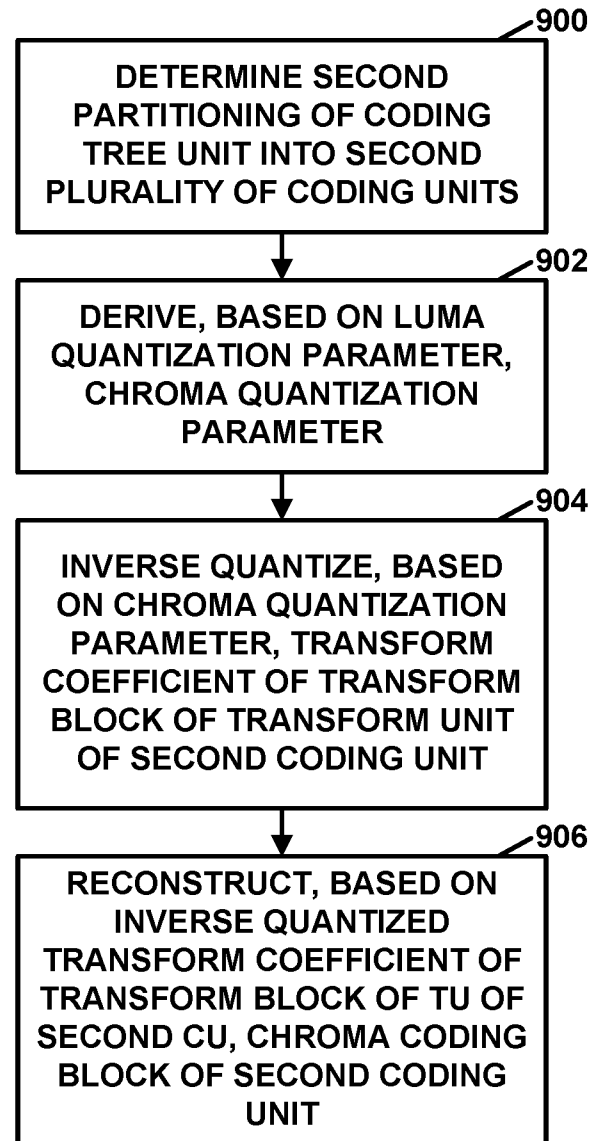 900
DETERMINE SECOND
PARTITIONING OF CODING
TREE UNIT INTO SECOND
PLURALITY OF CODING UNITS
902
DERIVE, BASED ON LUMA
QUANTIZATION PARAMETER,
CHROMA QUANTIZATION
PARAMETER
904
INVERSE QUANTIZE, BASED
ON CHROMA QUANTIZATION
PARAMETER, TRANSFORM
COEFFICIENT OF TRANSFORM
BLOCK OF TRANSFORM UNIT
OF SECOND CODING UNIT
906
RECONSTRUCT, BASED ON
INVERSE QUANTIZED
TRANSFORM COEFFICIENT OF
TRANSFORM BLOCK OF TU OF
SECOND CU, CHROMA CODING
BLOCK OF SECOND CODING
UNIT